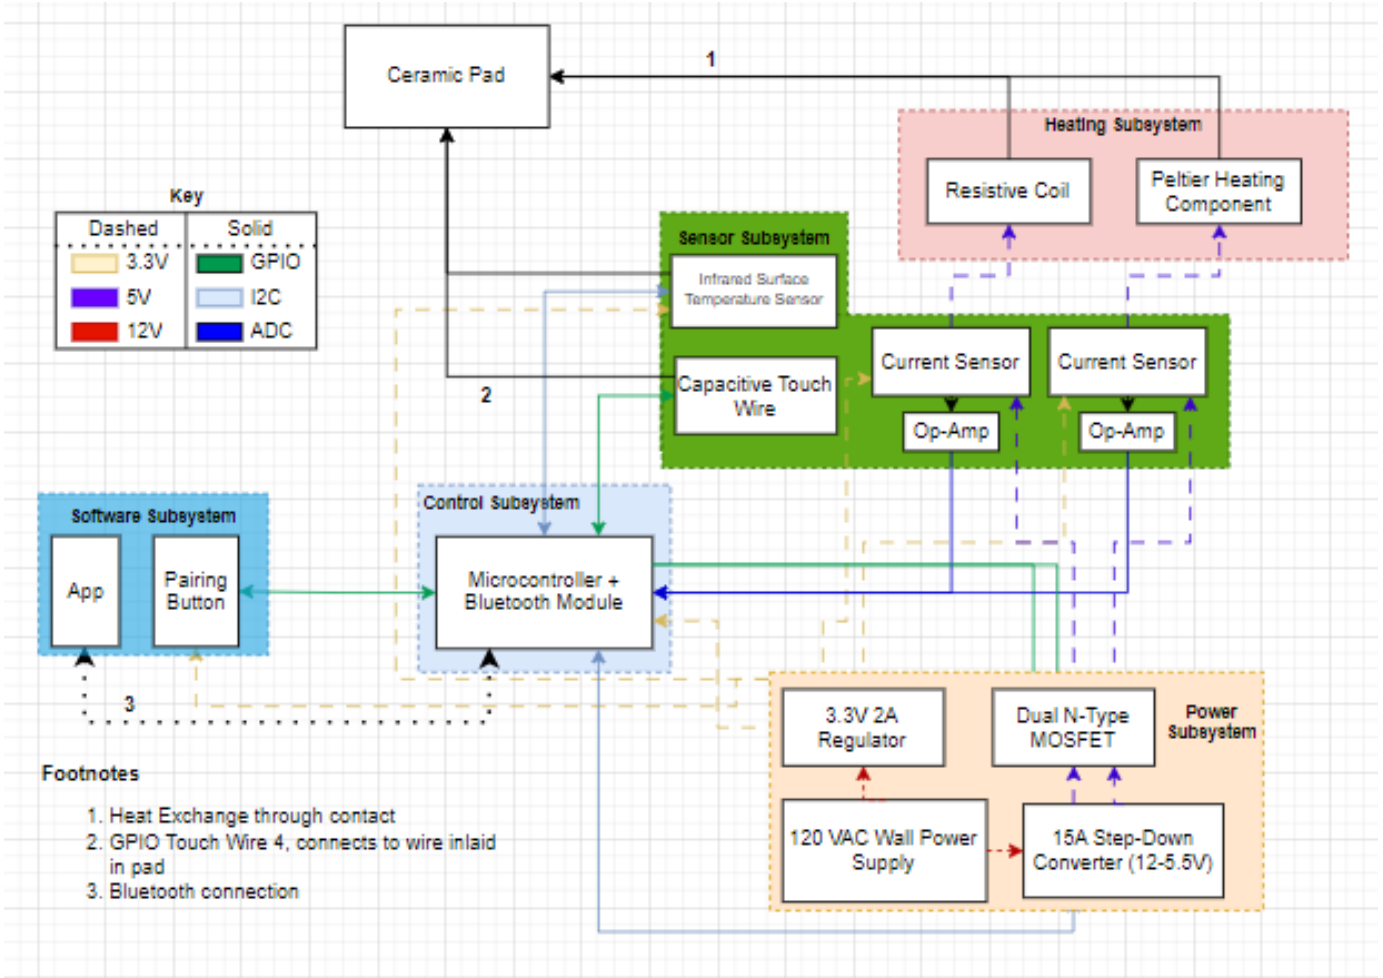 Ceramic Pad
1
Heating Subsystem
Resistive Coil
Peltier Heating
Component
Key
Dashed
Solid
3.3V
GPIO
5V
I2C
12V
ADC
Sensor Subsystem
Infrared Surface
Temperature Sensor
Capacitive Touch
Wire
2
Current Sensor
Op-Amp
Current Sensor
Op-Amp
Software Subsystem
App
Pairing
Button
Control Subsystem
Microcontroller +
Bluetooth Module
3
Power
Subsystem
3.3V 2A
Regulator
Dual N-Type
MOSFET
120 VAC Wall Power
Supply
15A Step-Down
Converter (12-5.5V)
Footnotes
1. Heat Exchange through contact
2. GPIO Touch Wire 4, connects to wire inlaid
in pad
3. Bluetooth connection